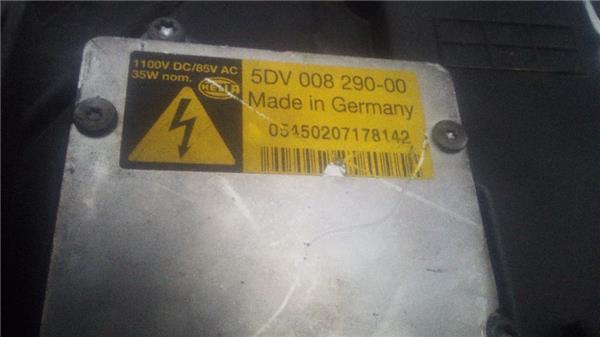 1100V DC/85V AC
35W nom.
HELLA
5DV 008 290-00
Made in Germany
05450207178142